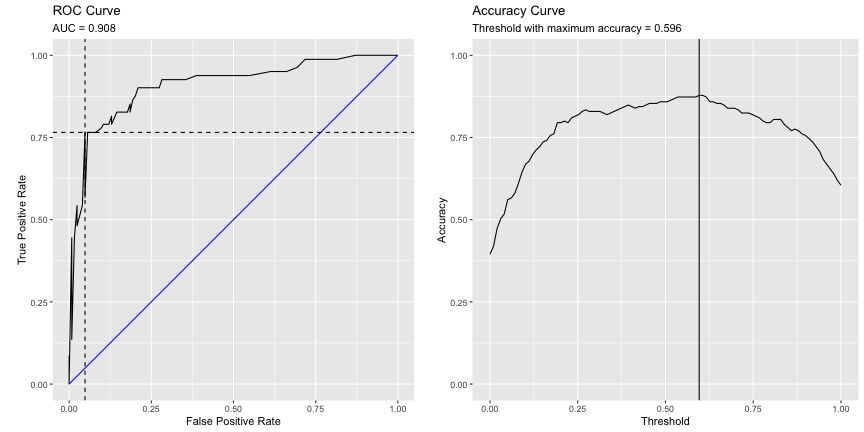 ROC Curve
AUC = 0.908
1.00
0.75
0.50
0.25
0.00
True Positive Rate
0.00 0.25 0.50 0.75 1.00
False Positive Rate
Accuracy Curve
Threshold with maximum accuracy = 0.596
1.00
0.75
0.50
0.25
0.00
Accuracy
0.00 0.25 0.50 0.75 1.00
Threshold